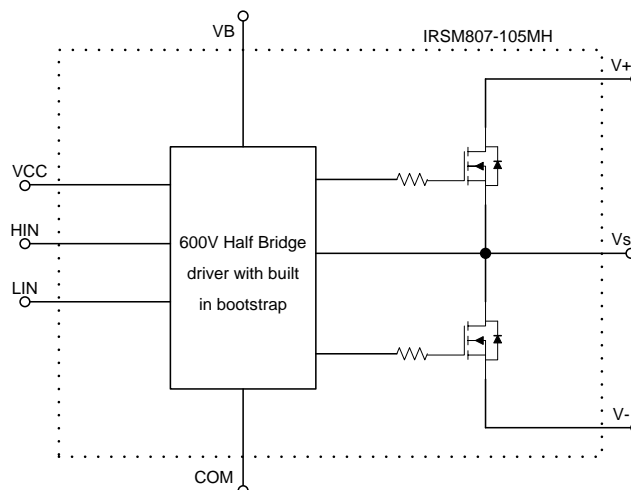 VB
IRSM807-105MH
V+
VCC
HIN
LIN
600V Half Bridge
driver with built
in bootstrap
Vs
V-
COM